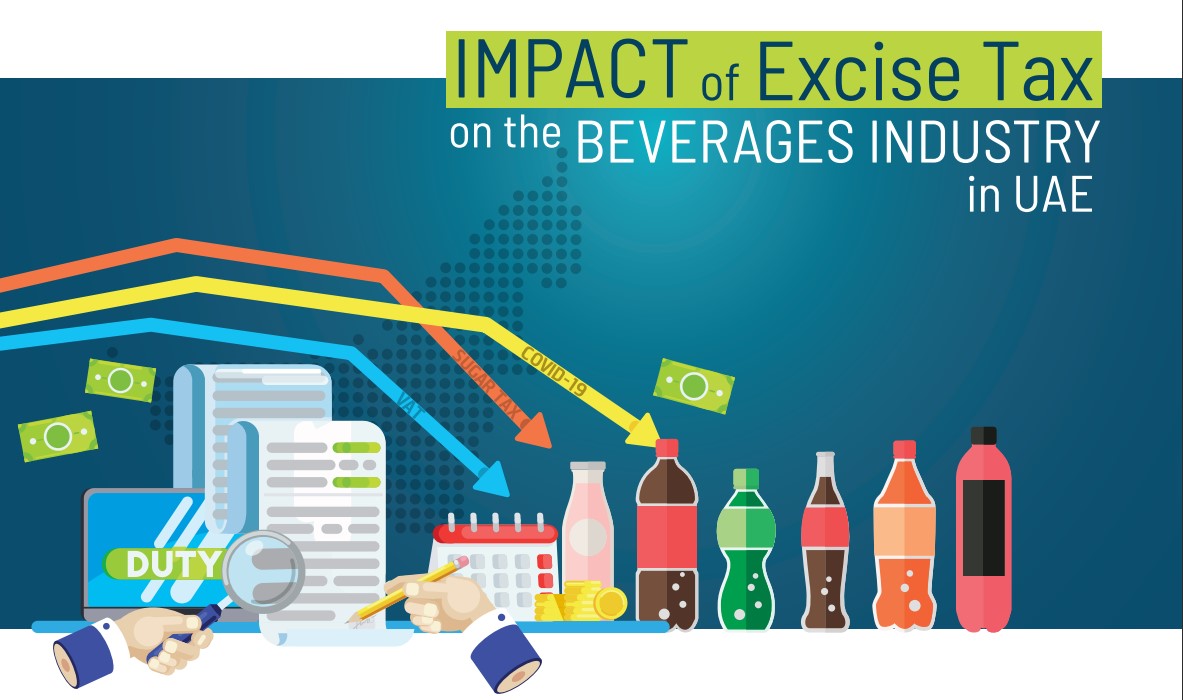 IMPACT of Excise Tax
on the BEVERAGES INDUSTRY
in UAE
SUGAR TAX
COVID-19
VAT
DUTY